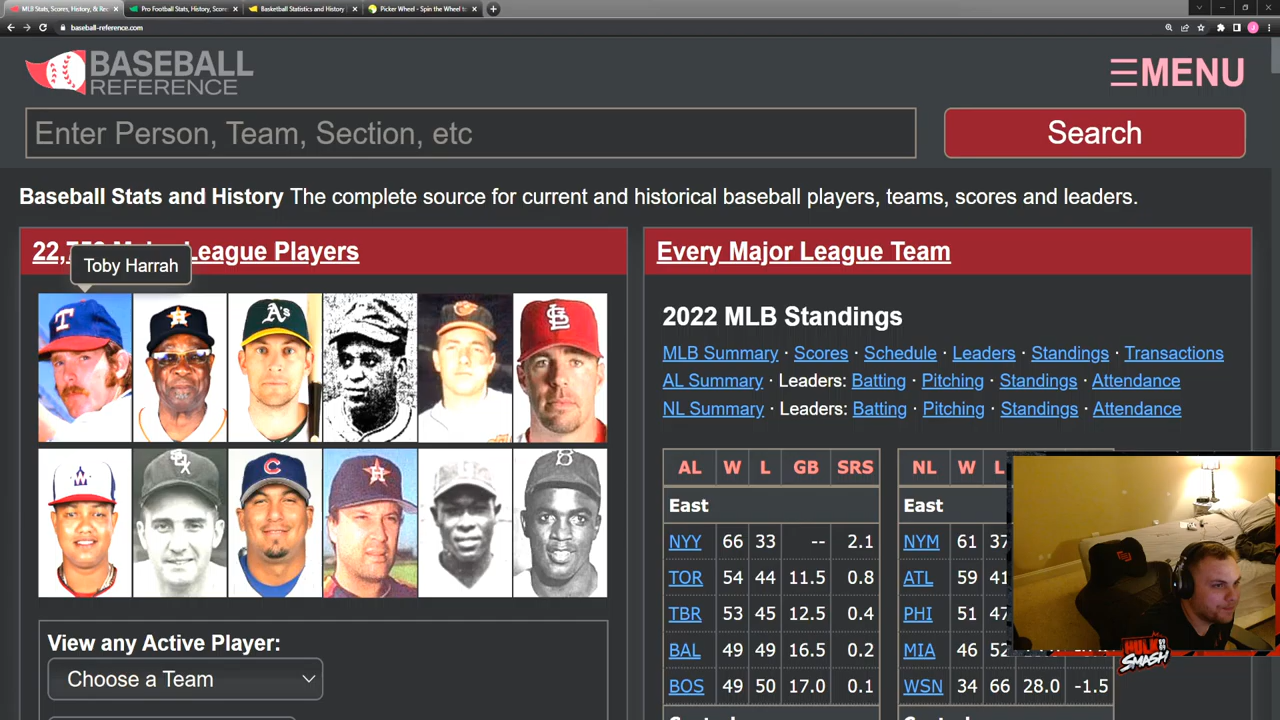 MLB Stats, Scores, History, & Rec
Pro Football Stats, History, Scores
Basketball Statistics and History
Picker Wheel - Spin the Wheel to
baseball-reference.com
BASEBALL
REFERENCE
MENU
Enter Person, Team, Section, etc
Search
Baseball Stats and History The complete source for current and historical baseball players, teams, scores and leaders.
League Players
Toby Harrah
Every Major League Team
2022 MLB Standings
MLB Summary · Scores · Schedule · Leaders · Standings · Transactions
AL Summary · Leaders: Batting · Pitching · Standings · Attendance
NL Summary · Leaders: Batting · Pitching · Standings · Attendance
AL W L GB SRS
East
NYY 66 33 -- 2.1
TOR 54 44 11.5 0.8
TBR 53 45 12.5 0.4
BAL 49 49 16.5 0.2
BOS 49 50 17.0 0.1
NL W L
East
NYM 61 37
ATL 59 41
PHI 51 47
MIA 46 52
WSN 34 66 28.0 -1.5
View any Active Player:
Choose a Team
HULK
SMASH